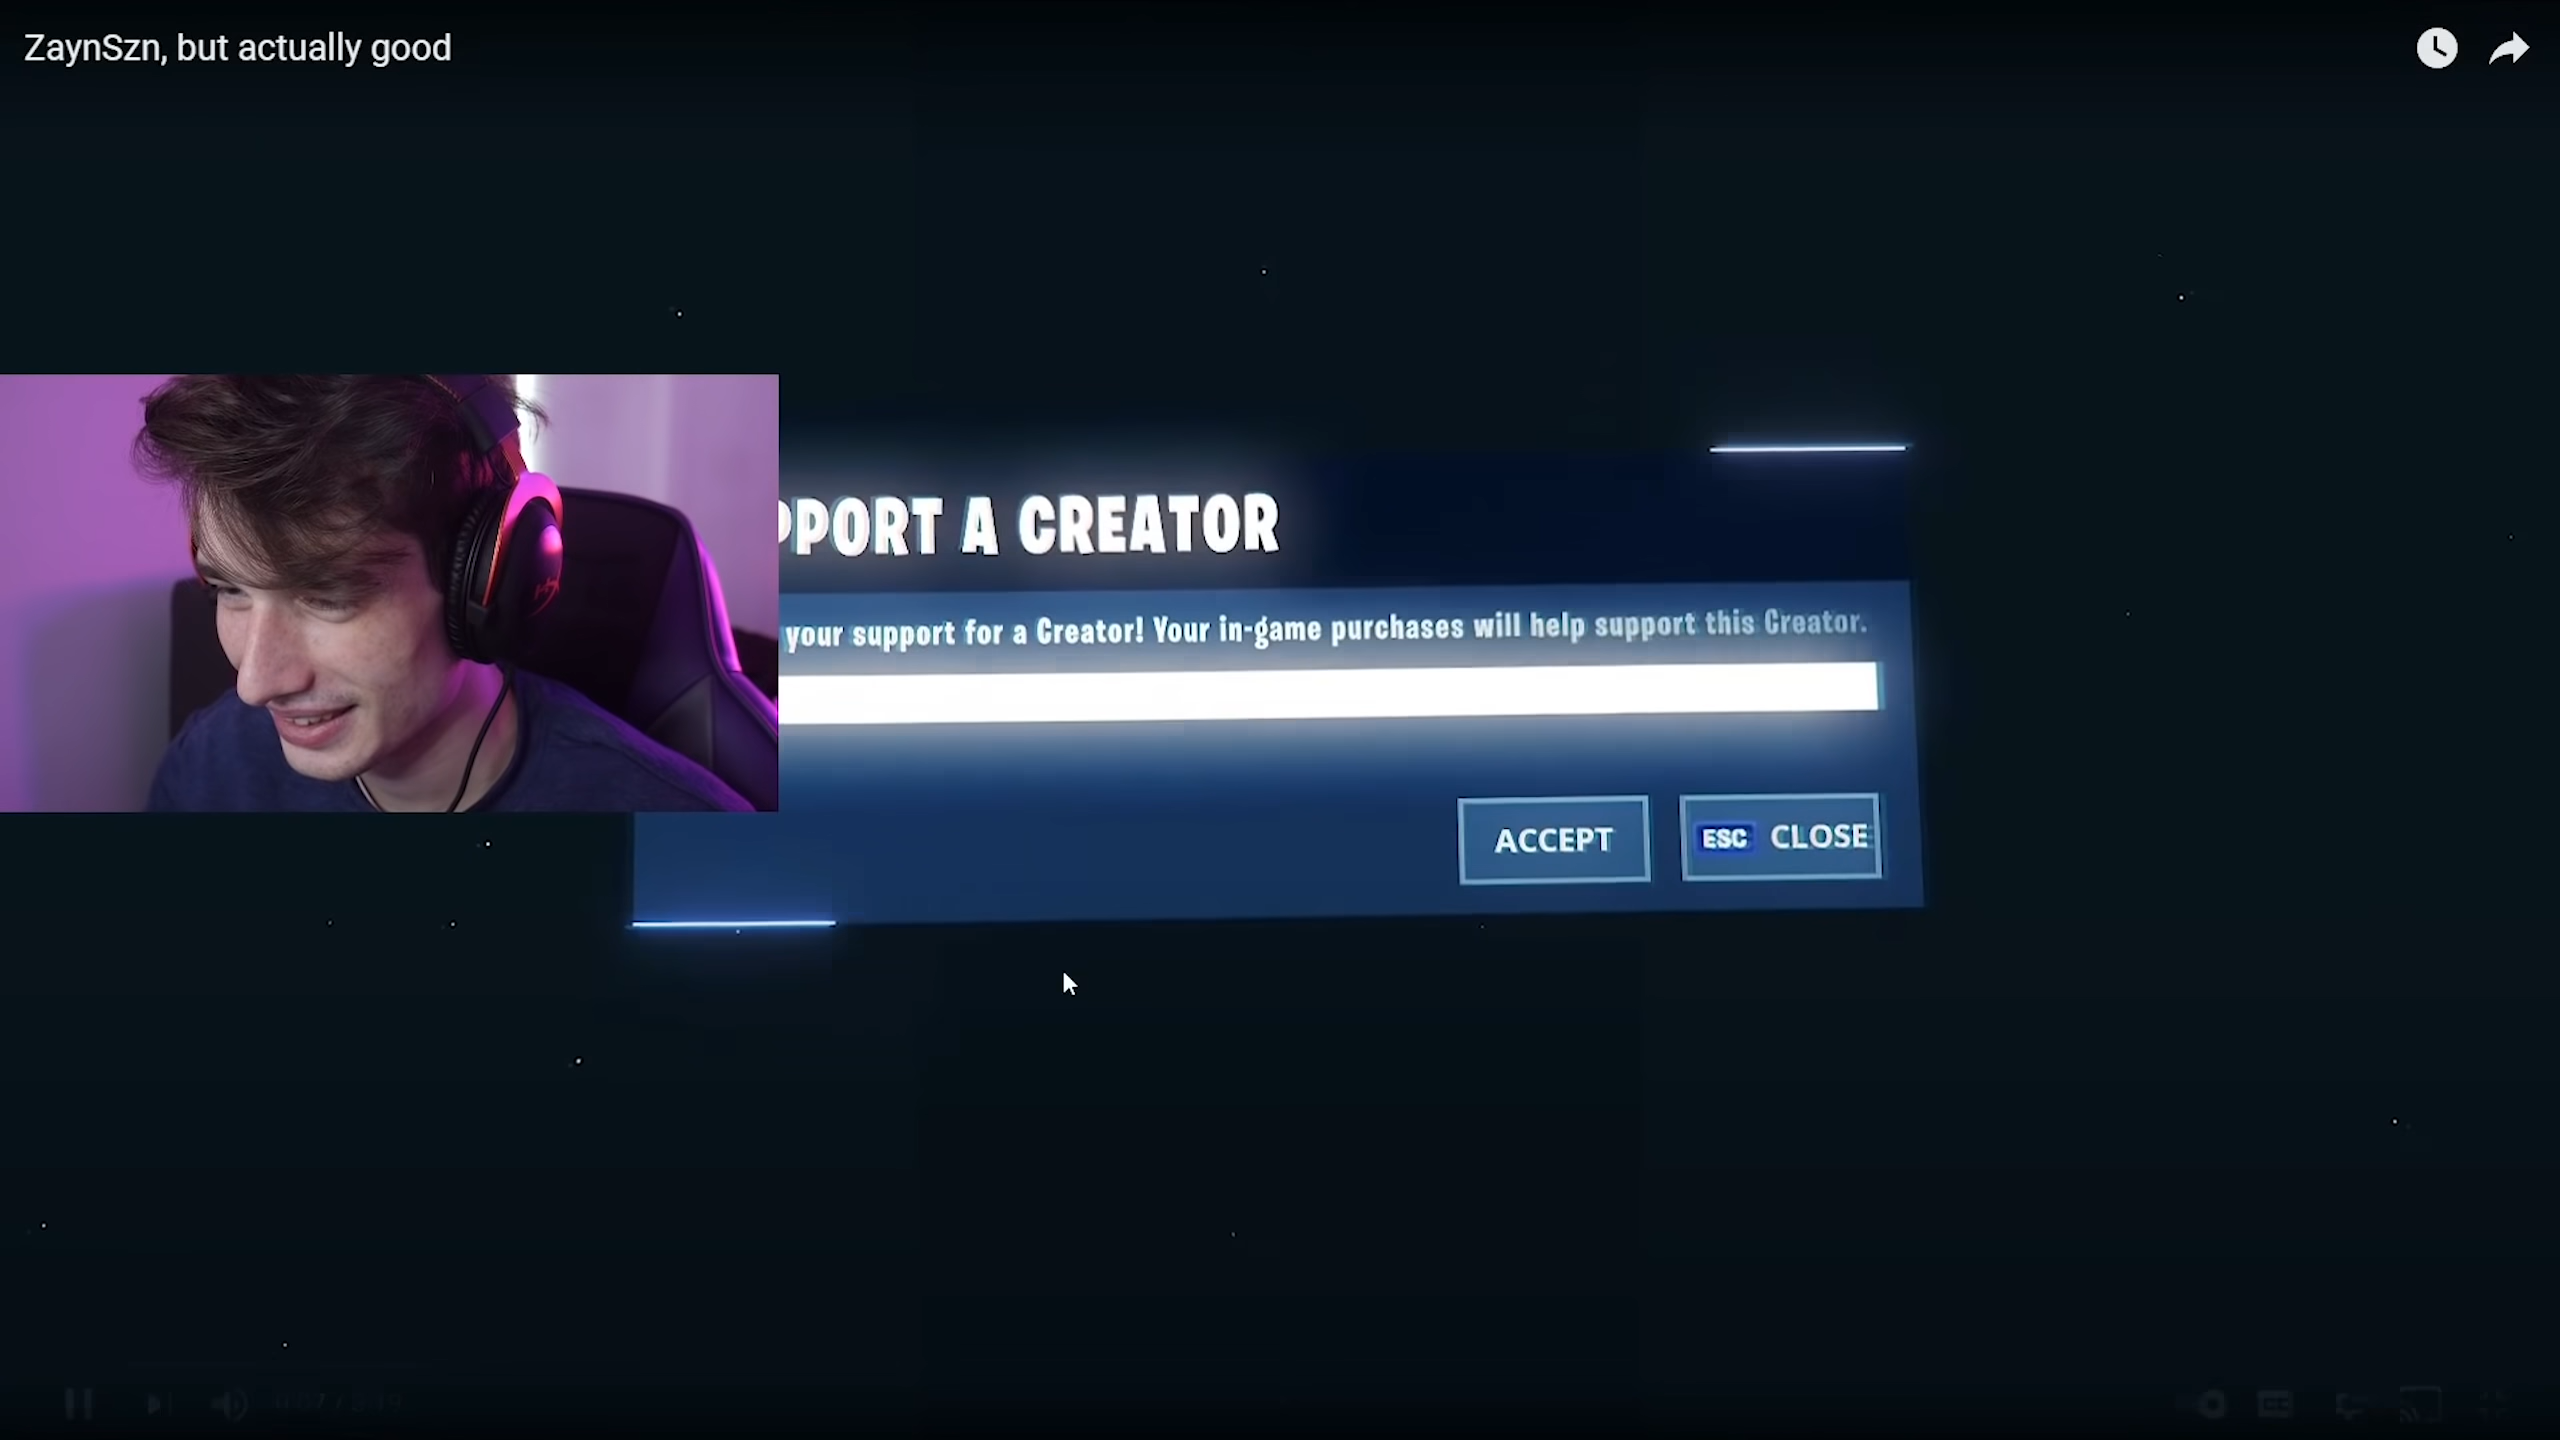 ZaynSzn, but actually good
PPORT A CREATOR
your support for a Creator! Your in-game purchases will help support this Creator.
ACCEPT
ESC CLOSE